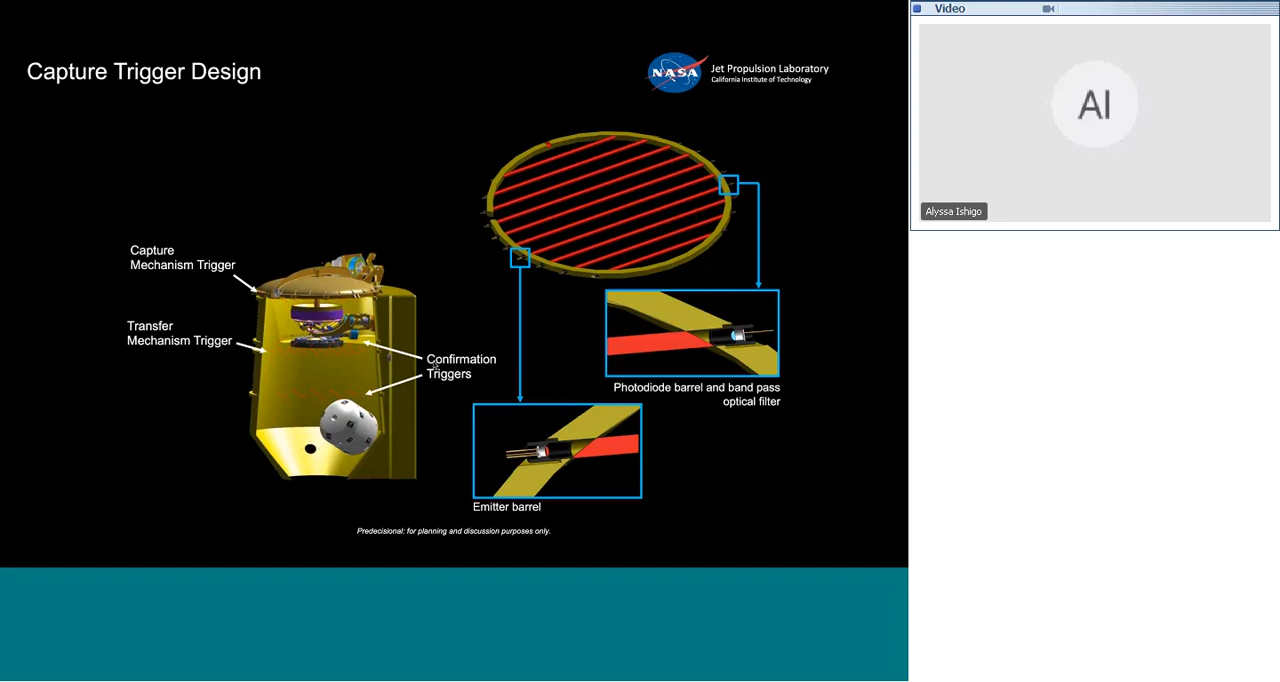 Capture Trigger Design
NASA
Jet Propulsion Laboratory
California Institute of Technology
Capture
Mechanism Trigger
Transfer
Mechanism Trigger
Confirmation
Triggers
Photodiode barrel and band pass
optical filter
Emitter barrel
Predecisional: for planning and discussion purposes only.
Video
AI
Alyssa Ishigo